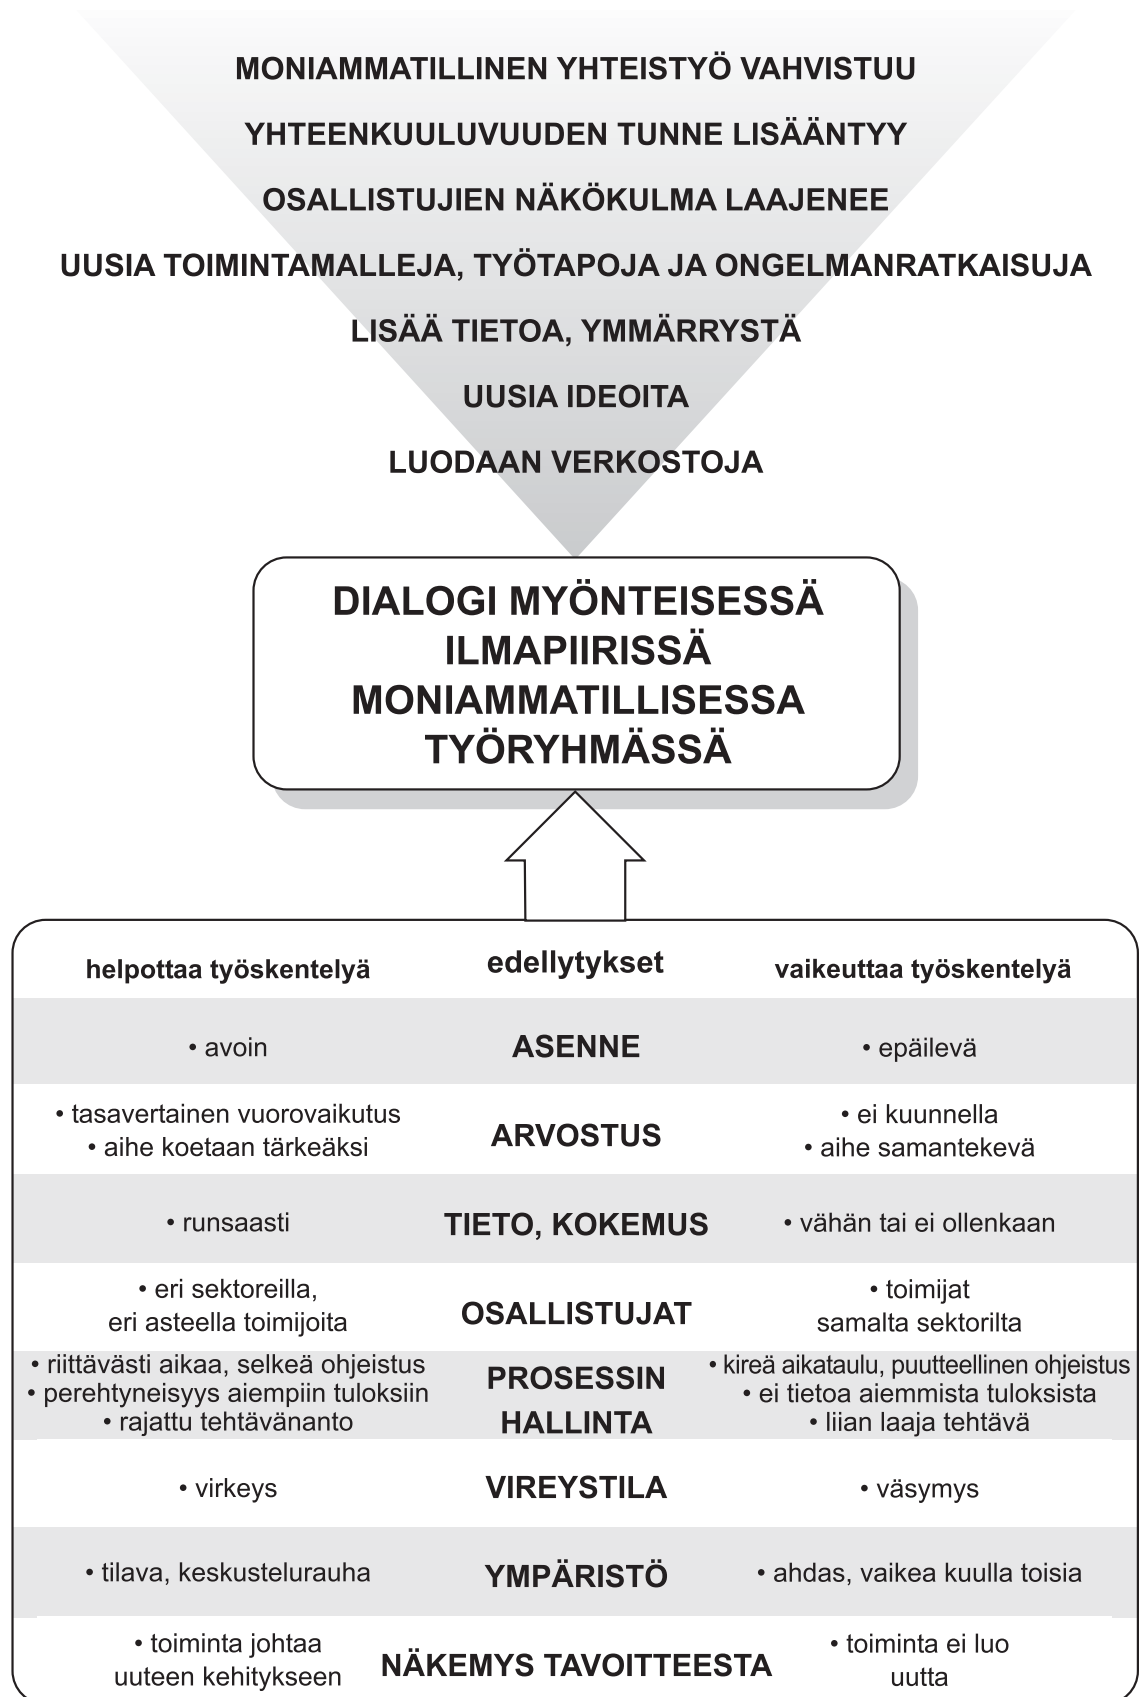 MONIAMMATILLINEN YHTEISTYÖ VAHVISTUU
YHTEENKUULUVUUDEN TUNNE LISÄÄNTYY
OSALLISTUJIEN NÄKÖKULMA LAAJENEE
UUSIA TOIMINTAMALLEJA, TYÖTAPOJA JA ONGELMANRATKAISUJA
LISÄÄ TIETOA, YMMÄRRYSTÄ
UUSIA IDEOITA
LUODAAN VERKOSTOJA
DIALOGI MYÖNTEISESSÄ
ILMAPIIRISSÄ
MONIAMMATILLISESSA
TYÖRYHMÄSSÄ
helpottaa työskentelyä
edellytykset
vaikeuttaa työskentelyä
• avoin
ASENNE
• epäilevä
• tasavertainen vuorovaikutus
• aihe koetaan tärkeäksi
ARVOSTUS
• ei kuunnella
• aihe samantekevä
• runsaasti
TIETO, KOKEMUS
• vähän tai ei ollenkaan
• eri sektoreilla,
eri asteella toimijoita
OSALLISTUJAT
• toimijat
samalta sektorilta
• riittävästi aikaa, selkeä ohjeistus
• perehtyneisyys aiempiin tuloksiin
• rajattu tehtävänanto
PROSESSIN
HALLINTA
• kireä aikataulu, puutteellinen ohjeistus
• ei tietoa aiemmista tuloksista
• liian laaja tehtävä
• virkeys
VIREYSTILA
• väsymys
• tilava, keskustelurauha
YMPÄRISTÖ
• ahdas, vaikea kuulla toisia
• toiminta johtaa
uuteen kehitykseen
NÄKEMYS TAVOITTEESTA
• toiminta ei luo
uutta